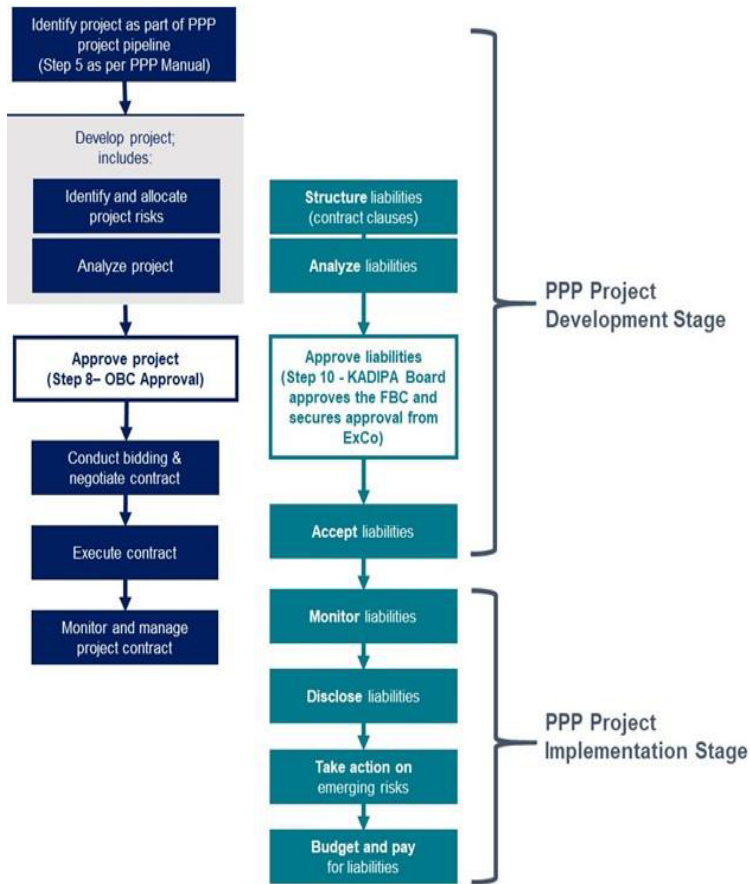 Identify project as part of PPP
project pipeline
(Step 5 as per PPP Manual)
Develop project;
includes:
Identify and allocate
project risks
Analyze project
Approve project
(Step 8– OBC Approval)
Conduct bidding &
negotiate contract
Execute contract
Monitor and manage
project contract
Structure liabilities
(contract clauses)
Analyze liabilities
Approve liabilities
(Step 10 - KADIPA Board
approves the FBC and
secures approval from
ExCo)
Accept liabilities
Monitor liabilities
Disclose liabilities
Take action on
emerging risks
Budget and pay
for liabilities
PPP Project
Development Stage
PPP Project
Implementation Stage